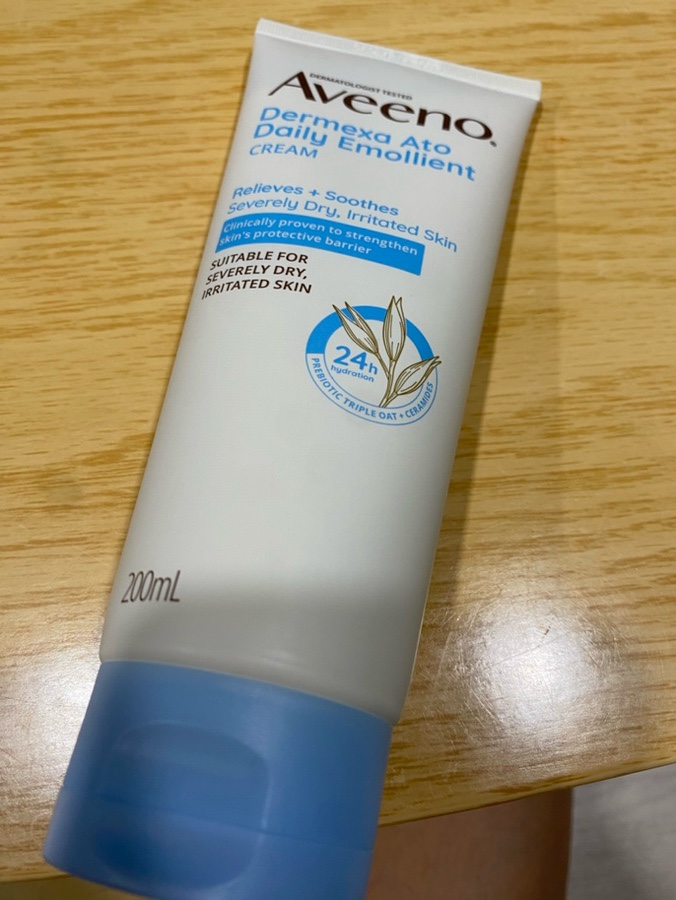 DERMATOLOGIST TESTED
Aveeno.
Dermexa Ato
Daily Emollient
CREAM
Relieves + Soothes
Severely Dry, Irritated Skin
Clinically proven to strengthen
skin's protective barrier
SUITABLE FOR
SEVERELY DRY,
IRRITATED SKIN
24h
hydration
PREBIOTIC TRIPLE OAT + CERAMIDES
200mL